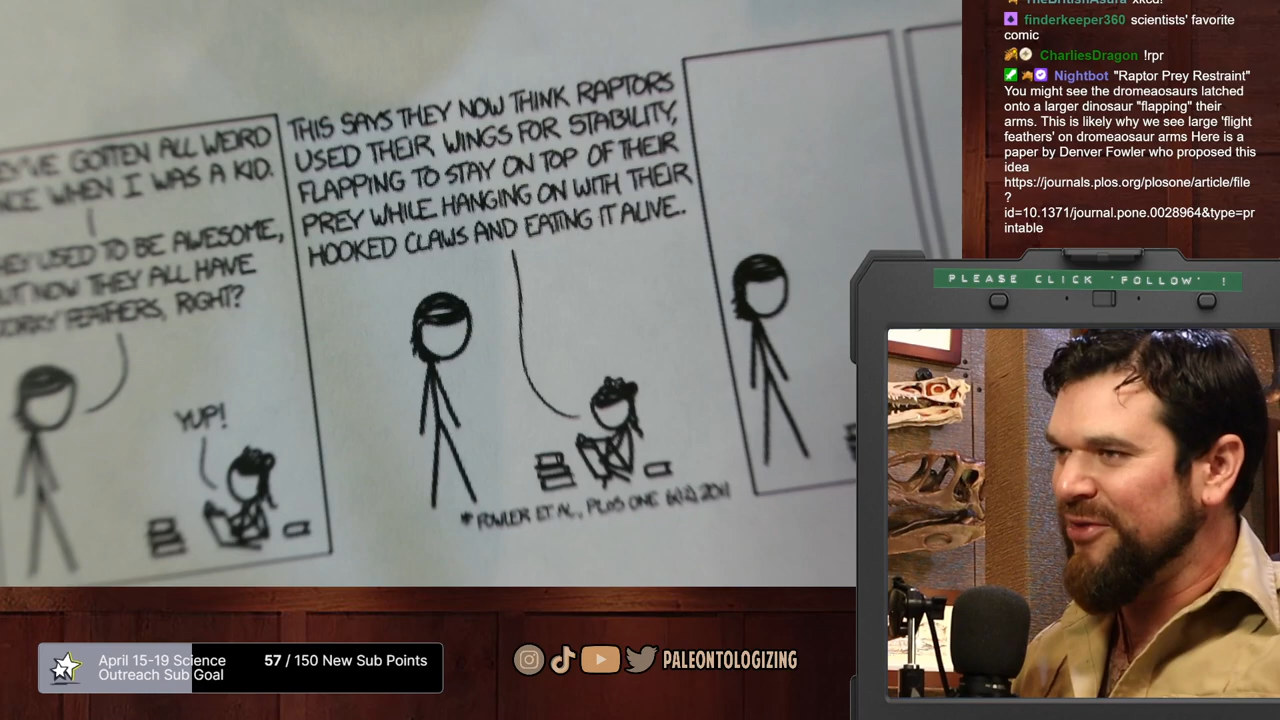 EY'VE GOTTEN ALL WEIRD
NCE WHEN I WAS A KID.
HEY USED TO BE AWESOME,
UT NOW THEY ALL HAVE
DORKY FEATHERS, RIGHT?
YUP!
THIS SAYS THEY NOW THINK RAPTORS
USED THEIR WINGS FOR STABILITY,
FLAPPING TO STAY ON TOP OF THEIR
PREY WHILE HANGING ON WITH THEIR
HOOKED CLAWS AND EATING IT ALIVE.
* FOWLER ET AL., PLOS ONE 6(12), 2011
TheBritishAsura xkcd!
finderkeeper360 scientists' favorite
comic
CharliesDragon !rpr
Nightbot "Raptor Prey Restraint"
You might see the dromeaosaurs latched
onto a larger dinosaur "flapping" their
arms. This is likely why we see large 'flight
feathers' on dromeaosaur arms Here is a
paper by Denver Fowler who proposed this
idea
https://journals.plos.org/plosone/article/file
?
id=10.1371/journal.pone.0028964&type=pr
intable
PLEASE CLICK 'FOLLOW' !
April 15-19 Science
Outreach Sub Goal
57 / 150 New Sub Points
PALEONTOLOGIZING